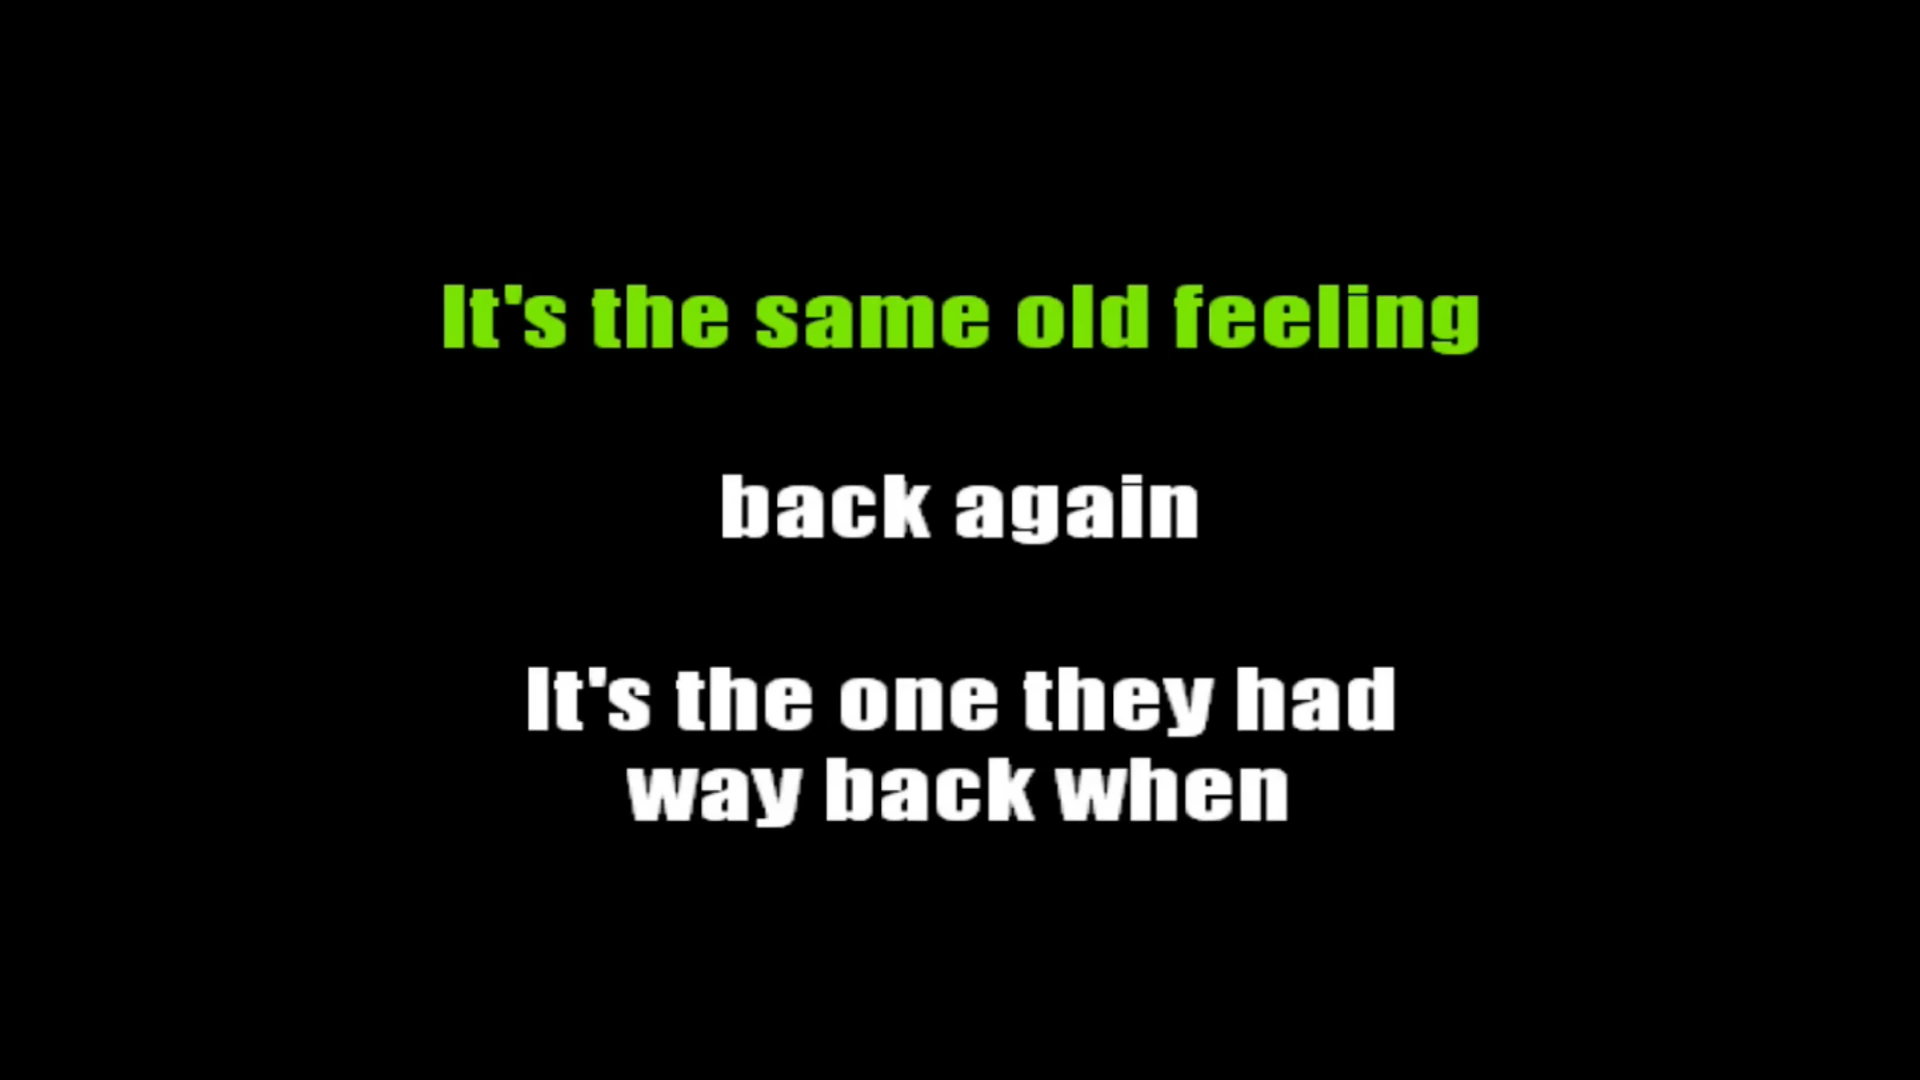 It's the same old feeling
back again
It's the one they had
way back when